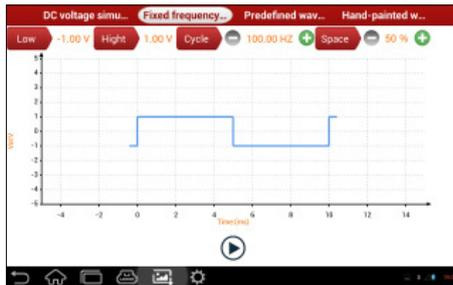 DC voltage simu... Fixed frequency... Predefined wav... Hand-painted w...
Low -1.00 V Hight 1.00 V Cycle 100.00 HZ Space 50 %
5
4
3
2
1
0
-1
-2
-3
-4
-5
Volt:V
-4 -2 0 2 4 6 8 10 12 14
Time(ms)